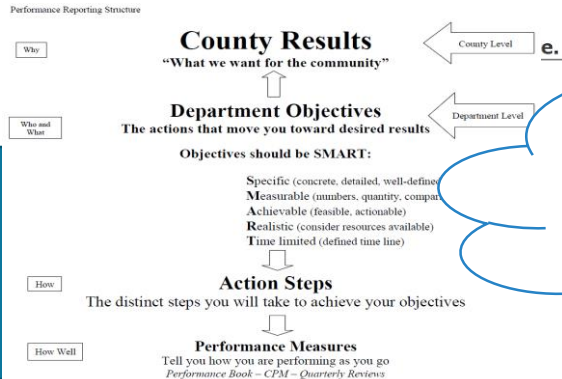 Performance Reporting Structure
Why
County Results
County Level
e.
“What we want for the community”
Who and
What
Department Objectives
Department Level
The actions that move you toward desired results
Objectives should be SMART:
Specific (concrete, detailed, well-define
Measurable (numbers, quantity, compar
Achievable (feasible, actionable)
Realistic (consider resources available)
Time limited (defined time line)
How
Action Steps
The distinct steps you will take to achieve your objectives
How Well
Performance Measures
Tell you how you are performing as you go
Performance Book – CPM – Quarterly Reviews